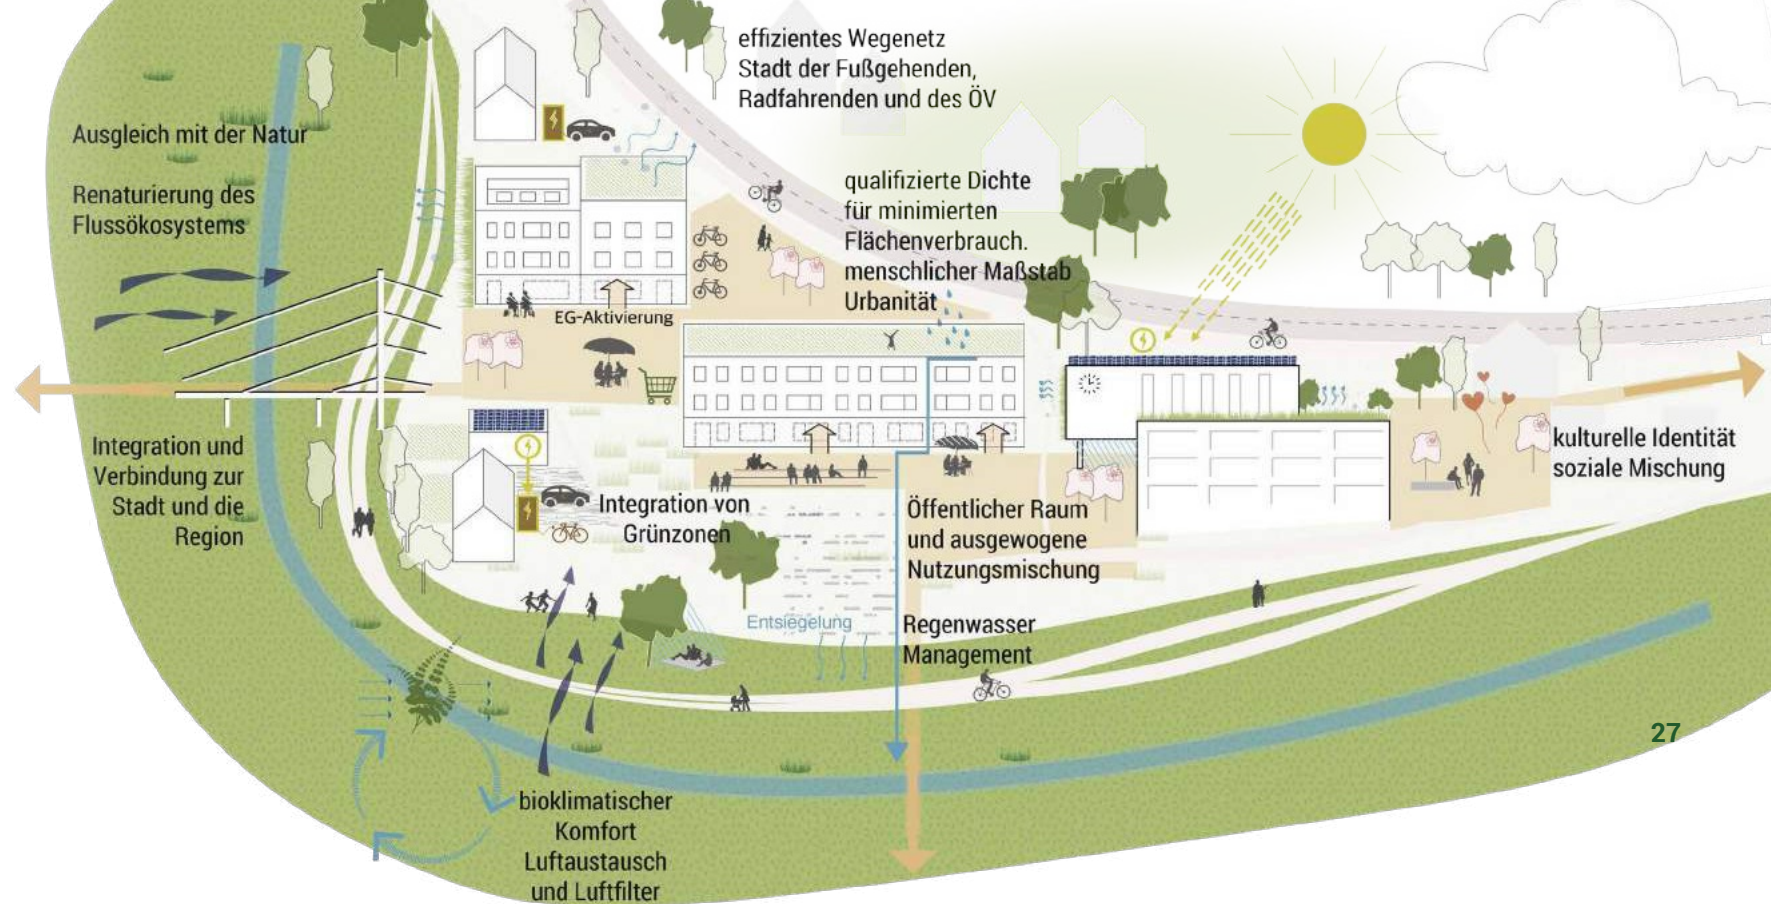 effizientes Wegenetz
Stadt der Fußgehenden,
Radfahrenden und des ÖV
Ausgleich mit der Natur
Renaturierung des
Flussökosystems
qualifizierte Dichte
für minimierten
Flächenverbrauch.
menschlicher Maßstab
Urbanität
EG-Aktivierung
Integration und
Verbindung zur
Stadt und die
Region
kulturelle Identität
soziale Mischung
Integration von
Grünzonen
Öffentlicher Raum
und ausgewogene
Nutzungsmischung
Entsiegelung
Regenwasser
Management
27
bioklimatischer
Komfort
Luftaustausch
und Luftfilter